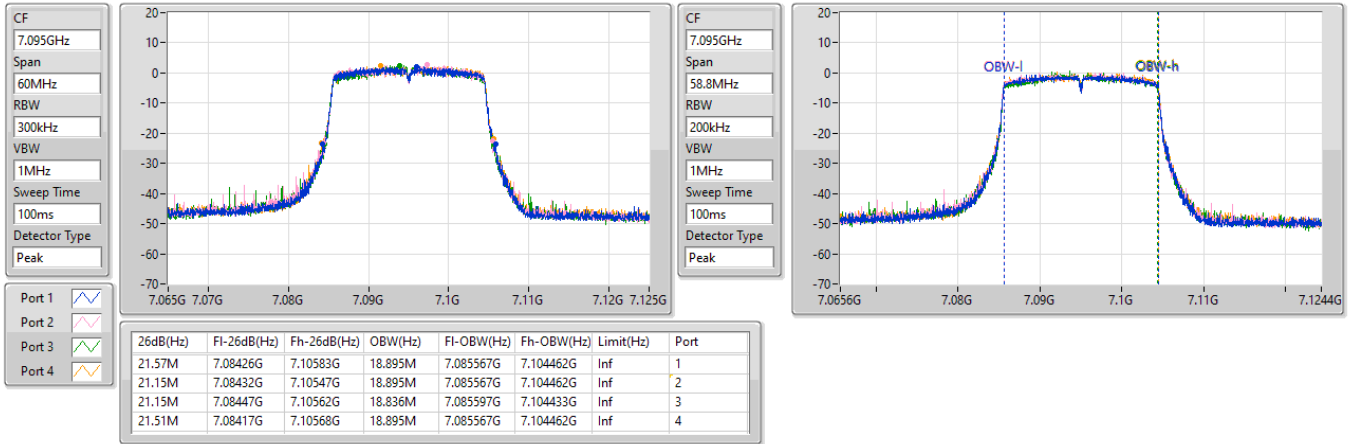 CF
7.095GHz
Span
60MHz
RBW
300kHz
VBW
1MHz
Sweep Time
100ms
Detector Type
Peak
20
10
0
-10
-20
-30
-40
-50
-60
-70
7.065G 7.07G 7.08G 7.09G 7.1G 7.11G 7.12G 7.125G
CF
7.095GHz
Span
58.8MHz
RBW
200kHz
VBW
1MHz
Sweep Time
100ms
Detector Type
Peak
20
10
0
-10
-20
-30
-40
-50
-60
-70
OBW-l OBW-h
7.0656G 7.08G 7.09G 7.1G 7.11G 7.1244G
Port 1
Port 2
Port 3
Port 4
26dB(Hz) Fl-26dB(Hz) Fh-26dB(Hz) OBW(Hz) Fl-OBW(Hz) Fh-OBW(Hz) Limit(Hz) Port
21.57M 7.08426G 7.10583G 18.895M 7.085567G 7.104462G Inf 1
21.15M 7.08432G 7.10547G 18.895M 7.085567G 7.104462G Inf 2
21.15M 7.08447G 7.10562G 18.836M 7.085597G 7.104433G Inf 3
21.51M 7.08417G 7.10568G 18.895M 7.085567G 7.104462G Inf 4